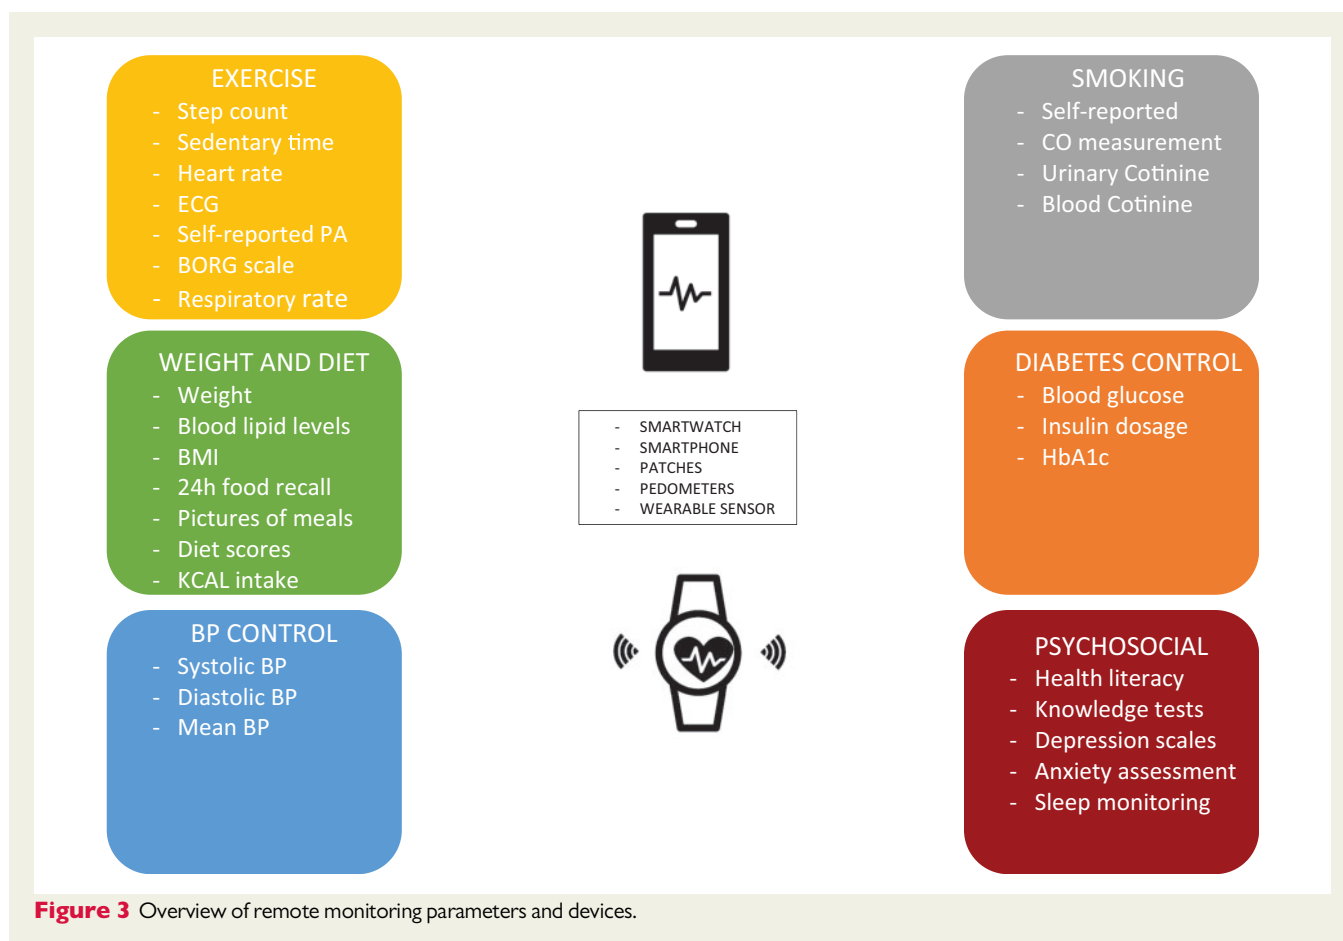 EXERCISE
- Step count
- Sedentary time
- Heart rate
- ECG
- Self-reported PA
- BORG scale
- Respiratory rate
WEIGHT AND DIET
- Weight
- Blood lipid levels
- BMI
- 24h food recall
- Pictures of meals
- Diet scores
- KCAL intake
BP CONTROL
- Systolic BP
- Diastolic BP
- Mean BP
- SMARTWATCH
- SMARTPHONE
- PATCHES
- PEDOMETERS
- WEARABLE SENSOR
SMOKING
- Self-reported
- CO measurement
- Urinary Cotinine
- Blood Cotinine
DIABETES CONTROL
- Blood glucose
- Insulin dosage
- HbA1c
PSYCHOSOCIAL
- Health literacy
- Knowledge tests
- Depression scales
- Anxiety assessment
- Sleep monitoring
Figure 3 Overview of remote monitoring parameters and devices.